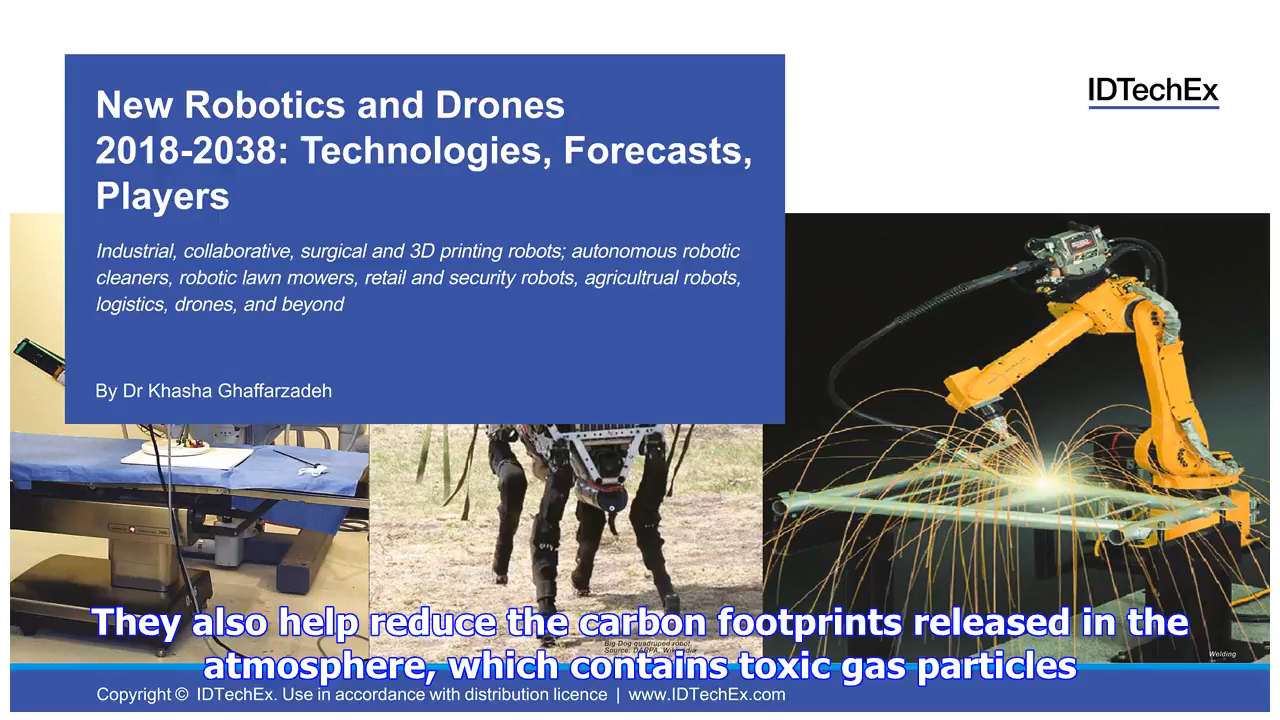 New Robotics and Drones
2018-2038: Technologies, Forecasts,
Players
IDTechEx
Industrial, collaborative, surgical and 3D printing robots; autonomous robotic
cleaners, robotic lawn mowers, retail and security robots, agricultrual robots,
logistics, drones, and beyond
By Dr Khasha Ghaffarzadeh
They also help reduce the carbon footprints released in the
Big Dog quadruped robot
Source: DARPA, Wikimedia
Welding
atmosphere, which contains toxic gas particles
Copyright © IDTechEx. Use in accordance with distribution licence | www.IDTechEx.com